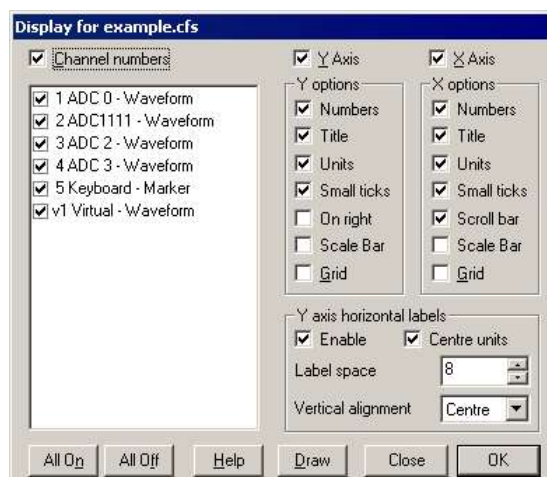 Display for example.cfs
Channel numbers
Y Axis
X Axis
1 ADC 0 - Waveform
2 ADC1111 - Waveform
3 ADC 2 - Waveform
4 ADC 3 - Waveform
5 Keyboard - Marker
v1 Virtual - Waveform
Y options
Numbers
Title
Units
Small ticks
On right
Scale Bar
Grid
X options
Numbers
Title
Units
Small ticks
Scroll bar
Scale Bar
Grid
Y axis horizontal labels
Enable
Centre units
Label space
8
Vertical alignment
Centre
All On
All Off
Help
Draw
Close
OK